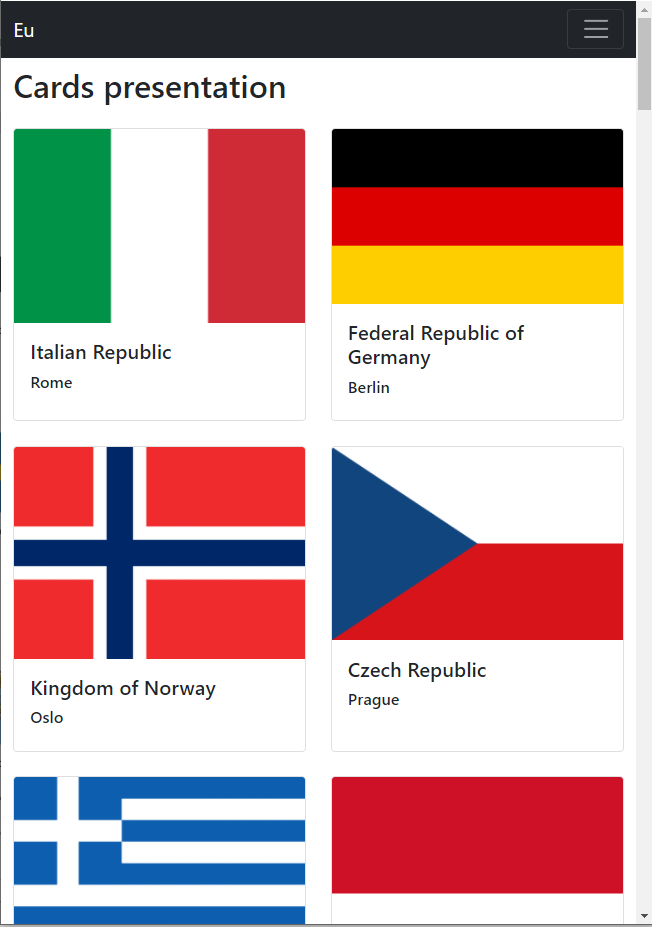 Eu
Cards presentation
Italian Republic
Rome
Federal Republic of
Germany
Berlin
Kingdom of Norway
Oslo
Czech Republic
Prague